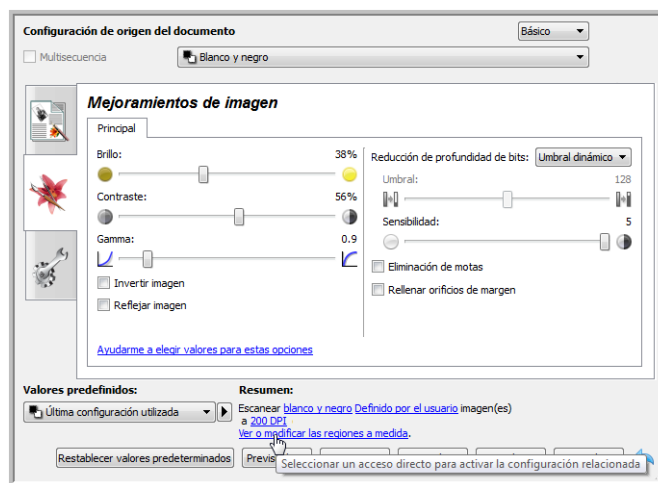 Configuración de origen del documento
Básico
Multisecuencia
Blanco y negro
Mejoramientos de imagen
Principal
Brillo: 38%
Contraste: 56%
Gamma: 0.9
Invertir imagen
Reflejar imagen
Reducción de profundidad de bits: Umbral dinámico
Umbral: 128
Sensibilidad: 5
Eliminación de motas
Rellenar orificios de margen
Ayudarme a elegir valores para estas opciones
Valores predefinidos:
Última configuración utilizada
Resumen:
Escanear blanco y negro Definido por el usuario imagen(es)
a 200 DPI
Ver o modificar las regiones a medida.
Restablecer valores predeterminados
Seleccionar un acceso directo para activar la configuración relacionada